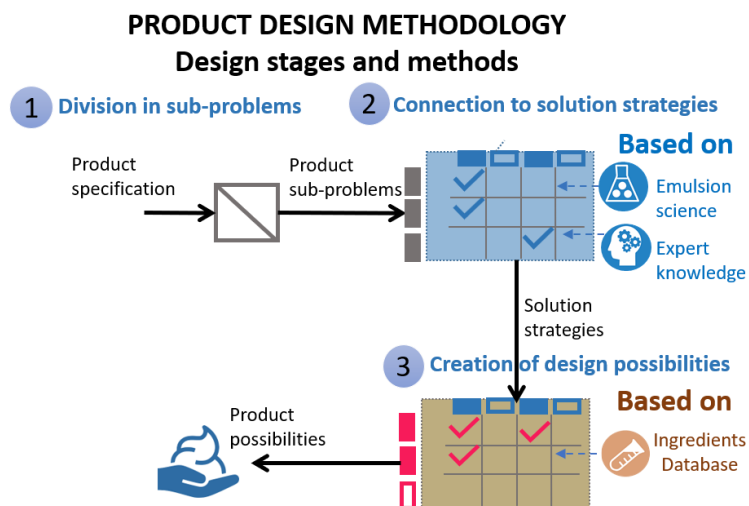 PRODUCT DESIGN METHODOLOGY
Design stages and methods
1 Division in sub-problems
2 Connection to solution strategies
Product
specification
Product
sub-problems
Based on
Emulsion
science
Expert
knowledge
Solution
strategies
3 Creation of design possibilities
Based on
Ingredients
Database
Product
possibilities